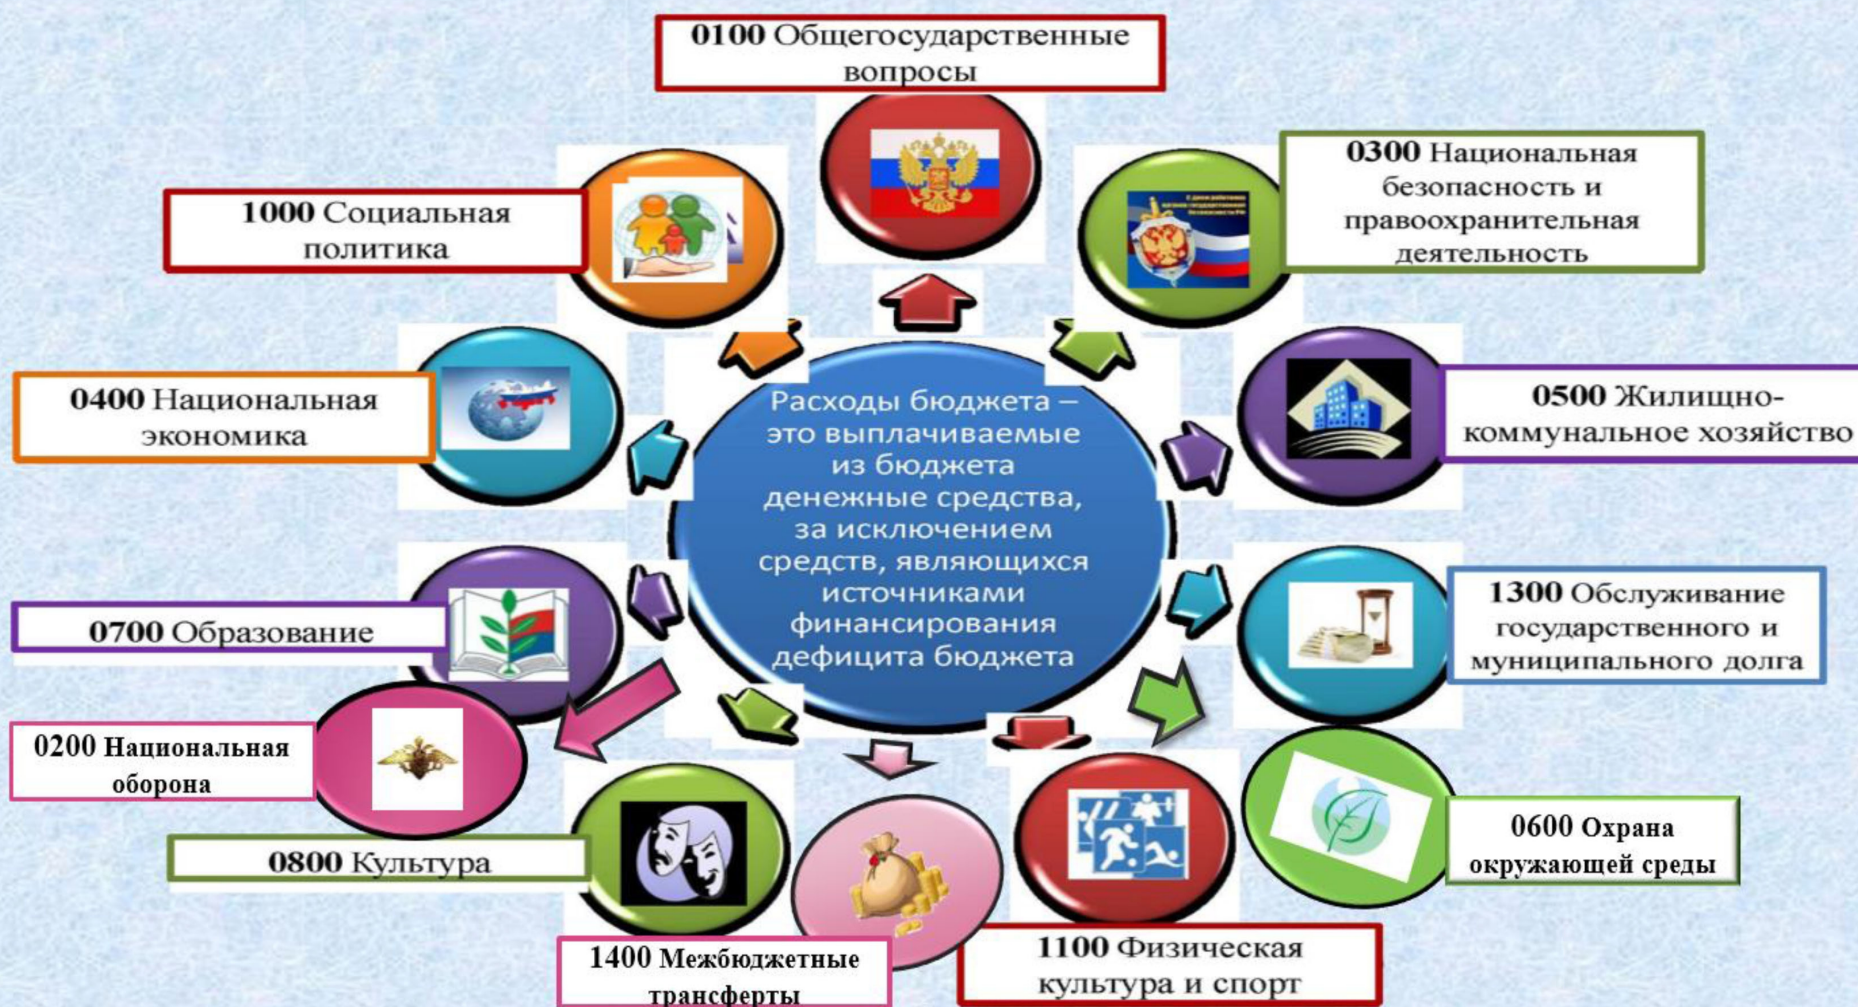 0100 Общегосударственные
вопросы
0300 Национальная
безопасность и
правоохранительная
деятельность
1000 Социальная
политика
0400 Национальная
экономика
0500 Жилищно-
коммунальное хозяйство
Расходы бюджета –
это выплачиваемые
из бюджета
денежные средства,
за исключением
средств, являющихся
источниками
финансирования
дефицита бюджета
0700 Образование
1300 Обслуживание
государственного и
муниципального долга
0200 Национальная
оборона
0800 Культура
0600 Охрана
окружающей среды
1400 Межбюджетные
трансферты
1100 Физическая
культура и спорт